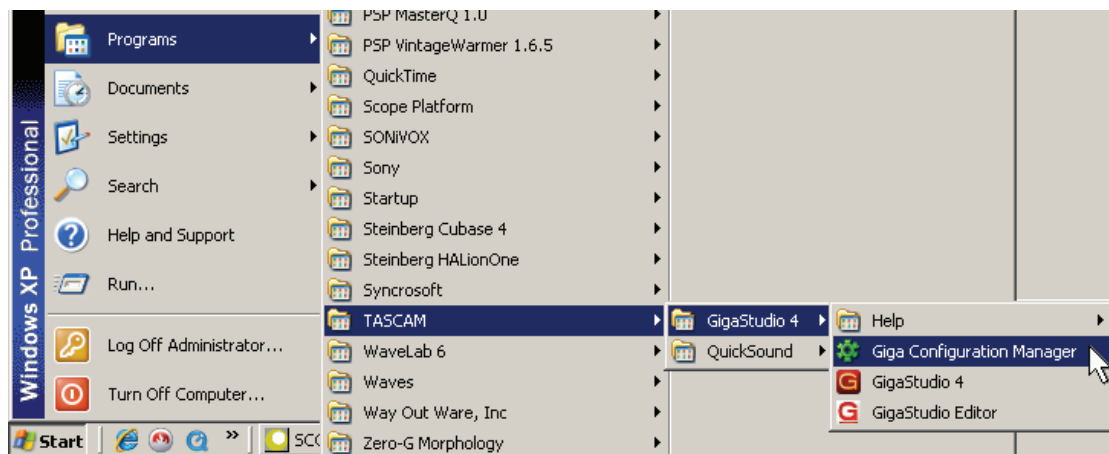 Windows XP Professional
Programs
Documents
Settings
Search
Help and Support
Run...
Log Off Administrator...
Turn Off Computer...
Start
»
PSP MasterQ 1.0
PSP VintageWarmer 1.6.5
QuickTime
Scope Platform
SONiVOX
Sony
Startup
Steinberg Cubase 4
Steinberg HALionOne
Syncrosoft
TASCAM
WaveLab 6
Waves
Way Out Ware, Inc
Zero-G Morphology
GigaStudio 4
QuickSound
Help
Giga Configuration Manager
GigaStudio 4
GigaStudio Editor